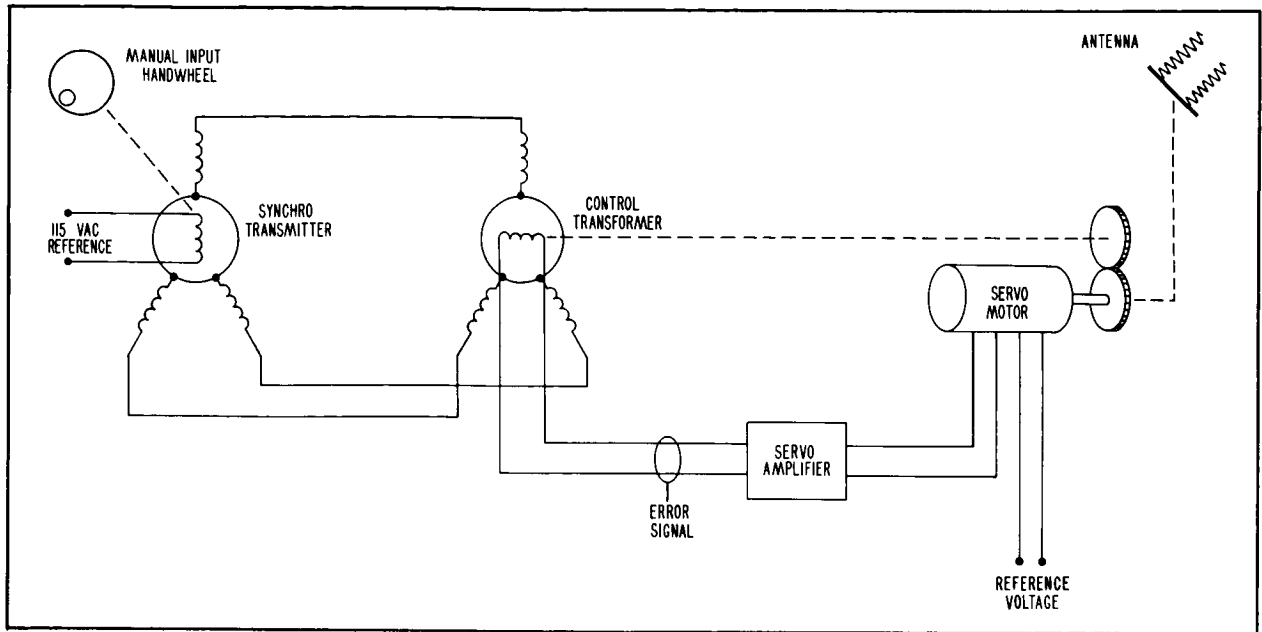 MANUAL INPUT
HANDWHEEL
ANTENNA
SYNCHRO
TRANSMITTER
CONTROL
TRANSFORMER
115 VAC
REFERENCE
SERVO
MOTOR
SERVO
AMPLIFIER
ERROR
SIGNAL
REFERENCE
VOLTAGE